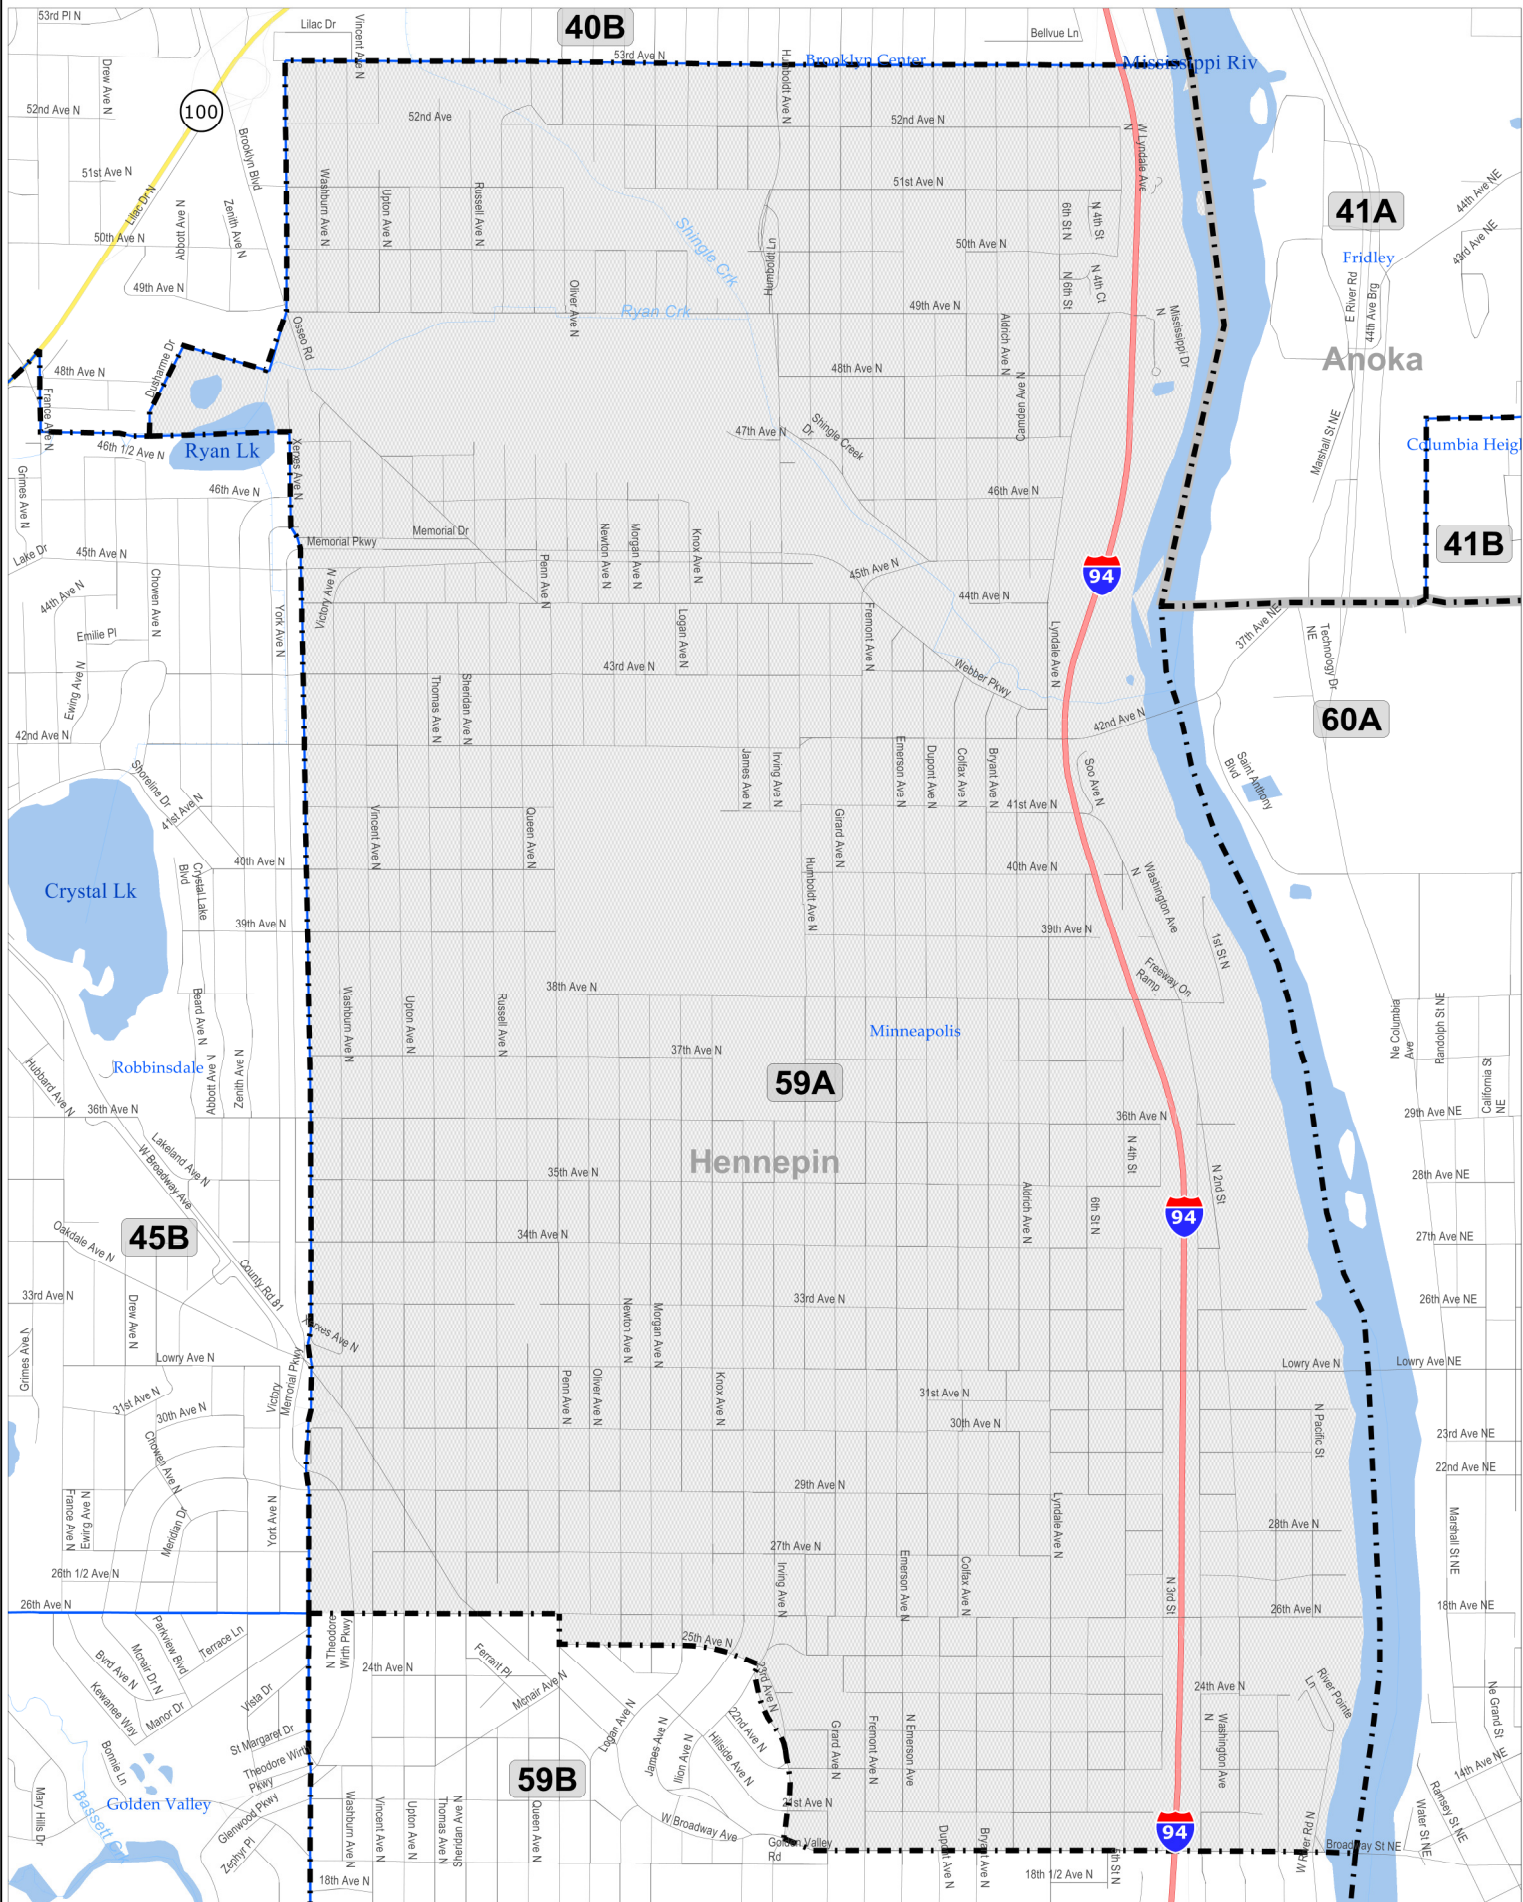 53rd Pl N
Lilac Dr
Vincent Ave N
40B
53rd Ave N
Humboldt Ave N
Brooklyn Center
Bellvue Ln
Mississippi Riv
Drew Ave N
100
52nd Ave N
Brooklyn Blvd
52nd Ave
52nd Ave N
W Lyndale Ave N
51st Ave N
Lilac Dr N
Abbott Ave N
Zenith Ave N
Washburn Ave N
Upton Ave N
Russell Ave N
51st Ave N
6th St N
N 4th St
41A
44th Ave NE
43rd Ave NE
50th Ave N
Shingle Crk
Humboldt Ln
50th Ave N
Fridley
49th Ave N
Oliver Ave N
N 6th St
N 4th Ct
E River Rd
44th Ave Brg
Ryan Crk
49th Ave N
Osseo Rd
Aldrich Ave N
Mississippi Dr N
Anoka
Dusharme Dr
48th Ave N
48th Ave N
France Ave N
Camden Ave N
Marshall St NE
46th 1/2 Ave N
Ryan Lk
Xerxes Ave N
47th Ave N
Shingle Creek Dr
Columbia Heigh
Grimes Ave N
46th Ave N
46th Ave N
Memorial Dr
Memorial Pkwy
Newton Ave N
Morgan Ave N
Knox Ave N
41B
Lake Dr
45th Ave N
45th Ave N
94
44th Ave N
Chowen Ave N
York Ave N
Victory Ave N
Penn Ave N
44th Ave N
Emilie Pl
Logan Ave N
Fremont Ave N
Lyndale Ave N
37th Ave NE
Technology Dr NE
Ewing Ave N
43rd Ave N
Webber Pkwy
Thomas Ave N
Sheridan Ave N
42nd Ave N
42nd Ave N
60A
Shoreline Dr
41st Ave N
James Ave N
Irving Ave N
Emerson Ave N
Dupont Ave N
Colfax Ave N
Bryant Ave N
Soo Ave N
Saint Anthony Blvd
41st Ave N
Vincent Ave N
Queen Ave N
Girard Ave N
Crystal Lk
Crystal Lake Blvd
40th Ave N
40th Ave N
Humboldt Ave N
Washington Ave N
39th Ave N
39th Ave N
1st St N
Freeway On Ramp
38th Ave N
Beard Ave N
Washburn Ave N
Upton Ave N
Russell Ave N
Minneapolis
Ne Columbia Ave
Randolph St NE
37th Ave N
Robbinsdale
Abbott Ave N
Zenith Ave N
Hubbard Ave N
59A
California St NE
36th Ave N
36th Ave N
29th Ave NE
Lakeland Ave N
W Broadway Ave
Hennepin
N 4th St
35th Ave N
28th Ave NE
N 2nd St
Aldrich Ave N
6th St N
94
45B
Oakdale Ave N
34th Ave N
27th Ave NE
County Rd 81
33rd Ave N
Drew Ave N
33rd Ave N
26th Ave NE
Grimes Ave N
Xerxes Ave N
Newton Ave N
Morgan Ave N
Lowry Ave N
Lowry Ave N
Lowry Ave NE
Victory Memorial Pkwy
Penn Ave N
Oliver Ave N
Knox Ave N
31st Ave N
31st Ave N
30th Ave N
30th Ave N
N Pacific St
23rd Ave NE
Chowen Ave N
22nd Ave NE
29th Ave N
France Ave N
Ewing Ave N
Meridian Dr
York Ave N
Lyndale Ave N
28th Ave N
Marshall St NE
27th Ave N
26th 1/2 Ave N
Irving Ave N
Emerson Ave N
Colfax Ave N
N 3rd St
26th Ave N
26th Ave N
18th Ave NE
Parkview Blvd
Terrace Ln
N Theodore Wirth Pkwy
25th Ave N
Byrd Ave N
Mcnair Dr N
24th Ave N
Ferrant Pl
Mcnair Ave N
23rd Ave N
24th Ave N
River Pointe Ln
Kewanee Way
Manor Dr
Vista Dr
Logan Ave N
James Ave N
Ilion Ave N
22nd Ave N
Hillside Ave N
Girard Ave N
Fremont Ave N
N Emerson Ave
Washington Ave N
Ne Grand St
St Margaret Dr
Theodore Wirth Pkwy
Bonnie Ln
59B
14th Ave NE
Mary Hills Dr
Bassett Crk
Golden Valley
Glenwood Pkwy
Zephyr Pl
Washburn Ave N
Vincent Ave N
Upton Ave N
Thomas Ave N
Sheridan Ave N
Queen Ave N
W Broadway Ave
21st Ave N
94
Water St NE
Ramsey St NE
Golden Valley Rd
Dupont Ave N
Bryant Ave N
5th St N
W River Rd N
Broadway St NE
18th Ave N
18th 1/2 Ave N